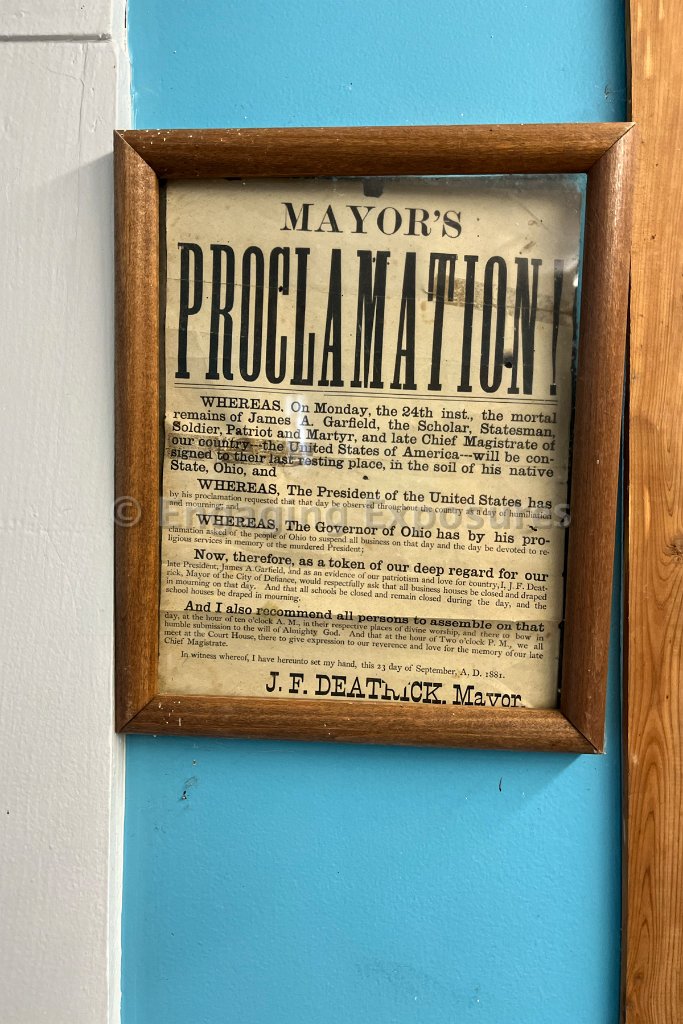 MAYOR'S
PROCLAMATION!
WHEREAS, On Monday, the 24th inst., the mortal
remains of James A. Garfield, the Scholar, Statesman,
Soldier, Patriot and Martyr, and late Chief Magistrate of
our country---the United States of America---will be con-
signed to their last resting place, in the soil of his native
State, Ohio, and
WHEREAS, The President of the United States has
by his proclamation requested that that day be observed throughout the country as a day of humiliation
and mourning;
WHEREAS, The Governor of Ohio has by his pro-
clamation asked of the people of Ohio to suspend all business on that day and the day be devoted to re-
ligious services in memory of the murdered President;
Now, therefore, as a token of our deep regard for our
late President, James A. Garfield, and as an evidence of our patriotism and love for country, I, J. F. Deat-
rick, Mayor of the City of Defiance, would respectfully ask that all business houses be closed and draped
in mourning on that day. And that all schools be closed and remain closed during the day, and the
school houses be draped in mourning.
And I also recommend all persons to assemble on that
day, at the hour of ten o'clock A. M., in their respective places of divine worship, and there to bow in
humble submission to the will of Almighty God. And that at the hour of Two o'clock P. M., we all
meet at the Court House, there to give expression to our reverence and love for the memory of our late
Chief Magistrate.
In witness whereof, I have hereunto set my hand, this 23 day of September, A. D. 1881.
J. F. DEATRICK, Mayor
© Engaging Exposures